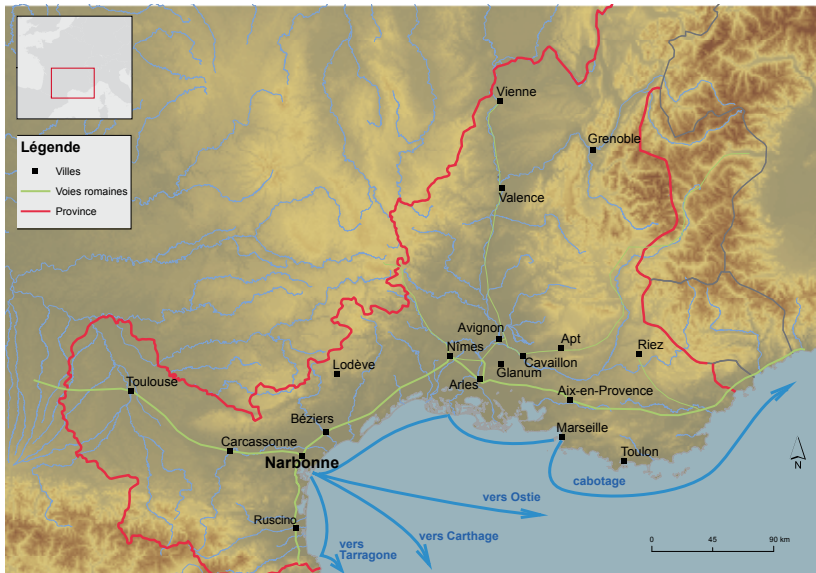 Légende
Villes
Voies romaines
Province
Vienne
Grenoble
Valence
Avignon
Apt
Nîmes
Cavaillon
Riez
Glanum
Lodève
Toulouse
Arles
Aix-en-Provence
Béziers
Marseille
Carcassonne
Toulon
Narbonne
cabotage
N
vers Ostie
Ruscino
vers Carthage
vers
Tarragone
0 45 90 km